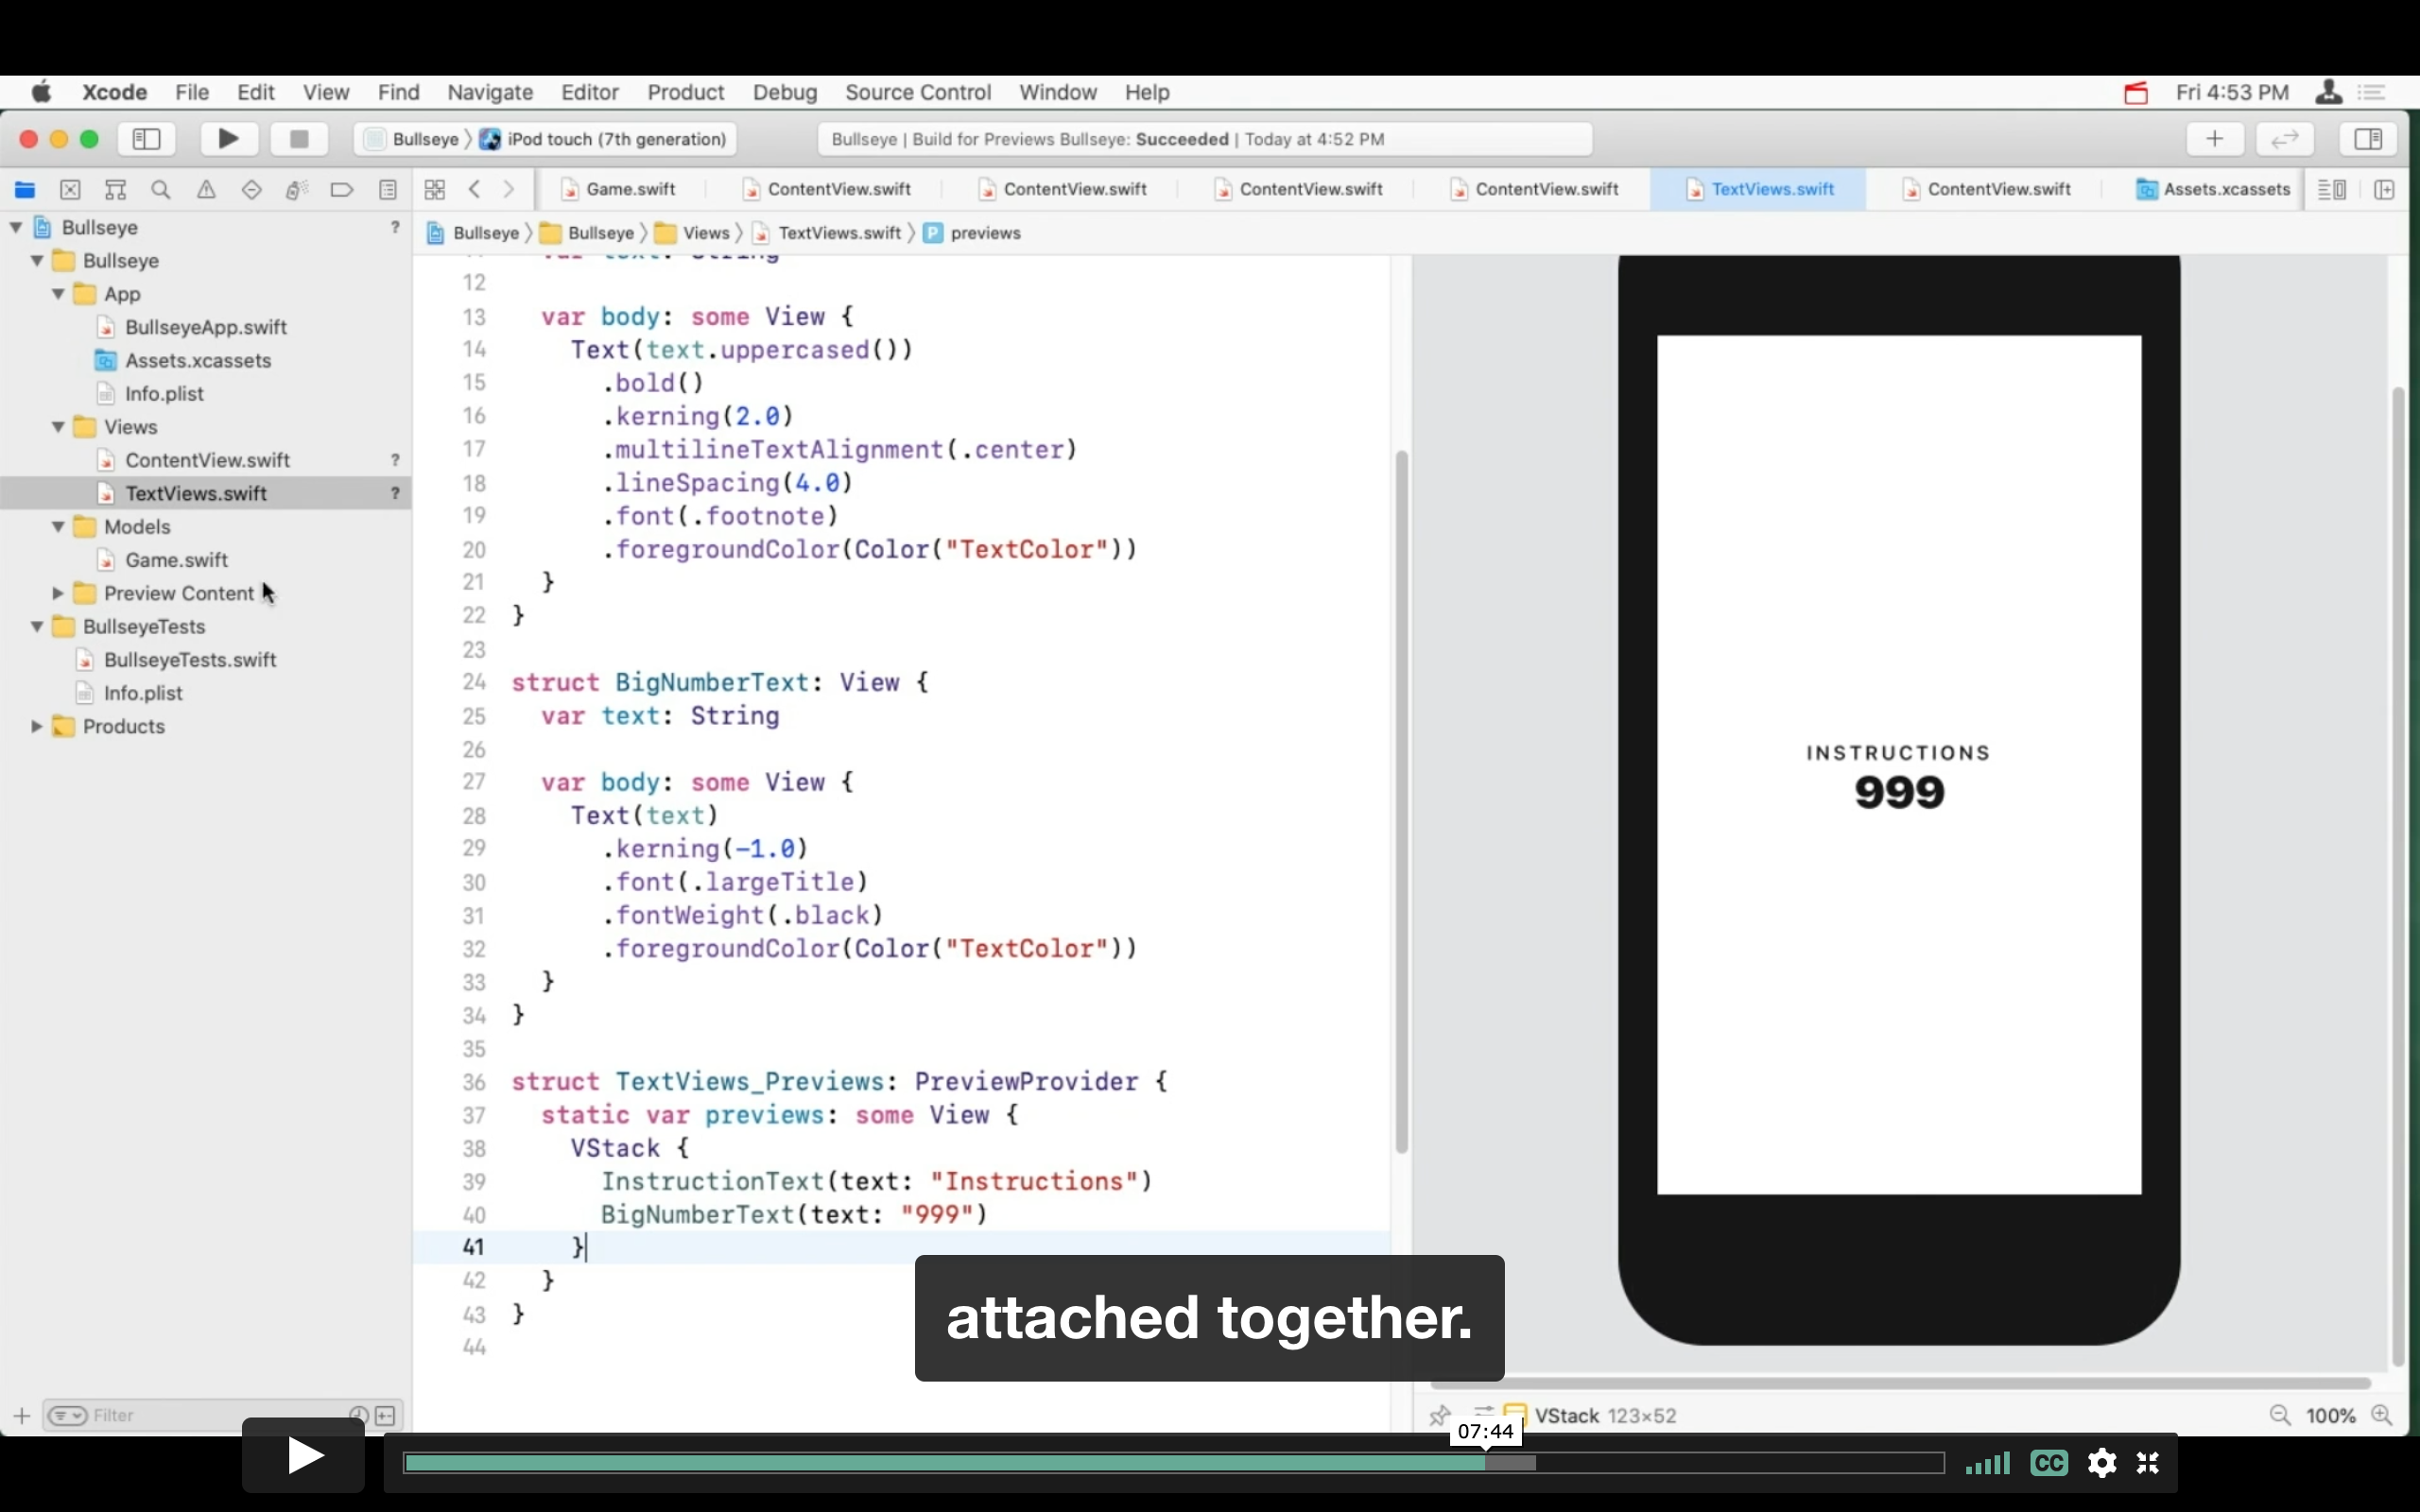 Xcode File Edit View Find Navigate Editor Product Debug Source Control Window Help Fri 4:53 PM
Bullseye 〉 iPod touch (7th generation) Bullseye | Build for Previews Bullseye: Succeeded | Today at 4:52 PM
Game.swift ContentView.swift ContentView.swift ContentView.swift ContentView.swift TextViews.swift ContentView.swift Assets.xcassets
Bullseye 〉 Bullseye 〉 Views 〉 TextViews.swift 〉 P previews
Bullseye ?
Bullseye
App
BullseyeApp.swift
Assets.xcassets
Info.plist
Views
ContentView.swift ?
TextViews.swift ?
Models
Game.swift
Preview Content
BullseyeTests
BullseyeTests.swift
Info.plist
Products
Filter
11 var text: String
12
13 var body: some View {
14 Text(text.uppercased())
15 .bold()
16 .kerning(2.0)
17 .multilineTextAlignment(.center)
18 .lineSpacing(4.0)
19 .font(.footnote)
20 .foregroundColor(Color("TextColor"))
21 }
22 }
23
24 struct BigNumberText: View {
25 var text: String
26
27 var body: some View {
28 Text(text)
29 .kerning(-1.0)
30 .font(.largeTitle)
31 .fontWeight(.black)
32 .foregroundColor(Color("TextColor"))
33 }
34 }
35
36 struct TextViews_Previews: PreviewProvider {
37 static var previews: some View {
38 VStack {
39 InstructionText(text: "Instructions")
40 BigNumberText(text: "999")
41 }
42 }
43 }
44
INSTRUCTIONS
999
attached together.
VStack 123×52 100%
07:44
CC